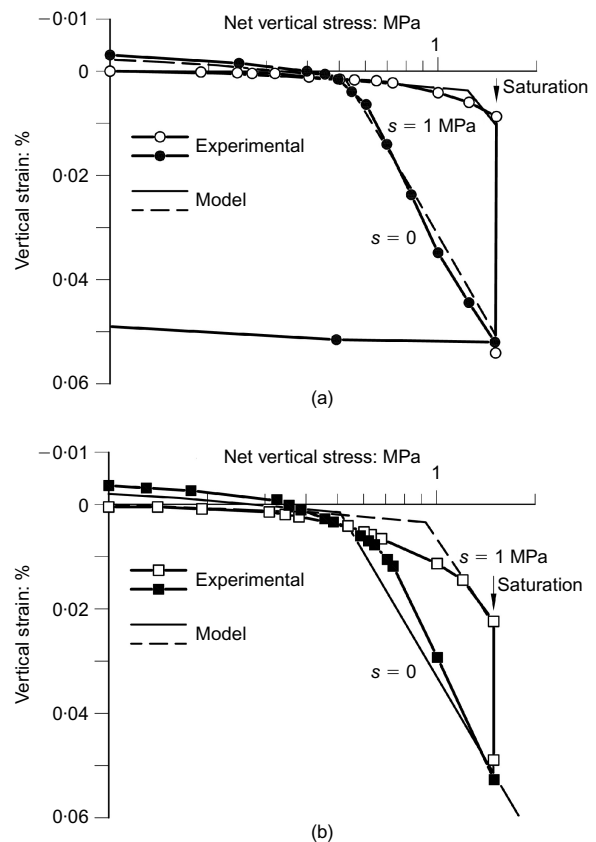 Net vertical stress: MPa
−0·01
1
0
Saturation
s = 1 MPa
Experimental
0·02
Model
Vertical strain: %
s = 0
0·04
0·06
(a)
−0·01
Net vertical stress: MPa
1
0
s = 1 MPa
Experimental
Saturation
0·02
Model
Vertical strain: %
s = 0
0·04
0·06
(b)